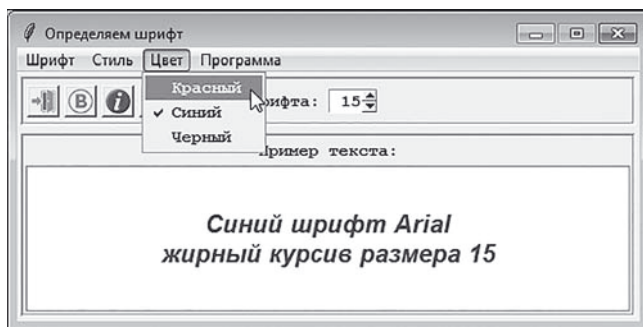 Определяем шрифт
Шрифт Стиль Цвет Программа
Красный
B i рифта: 15
✓ Синий
Черный
Пример текста:
Синий шрифт Arial
жирный курсив размера 15